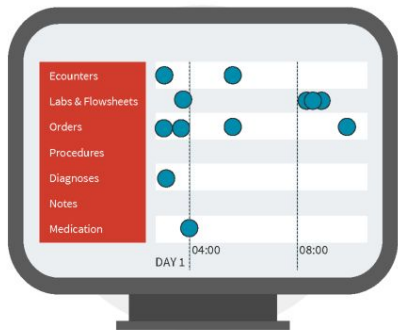 Ecounters
Labs & Flowsheets
Orders
Procedures
Diagnoses
Notes
Medication
04:00
08:00
DAY 1